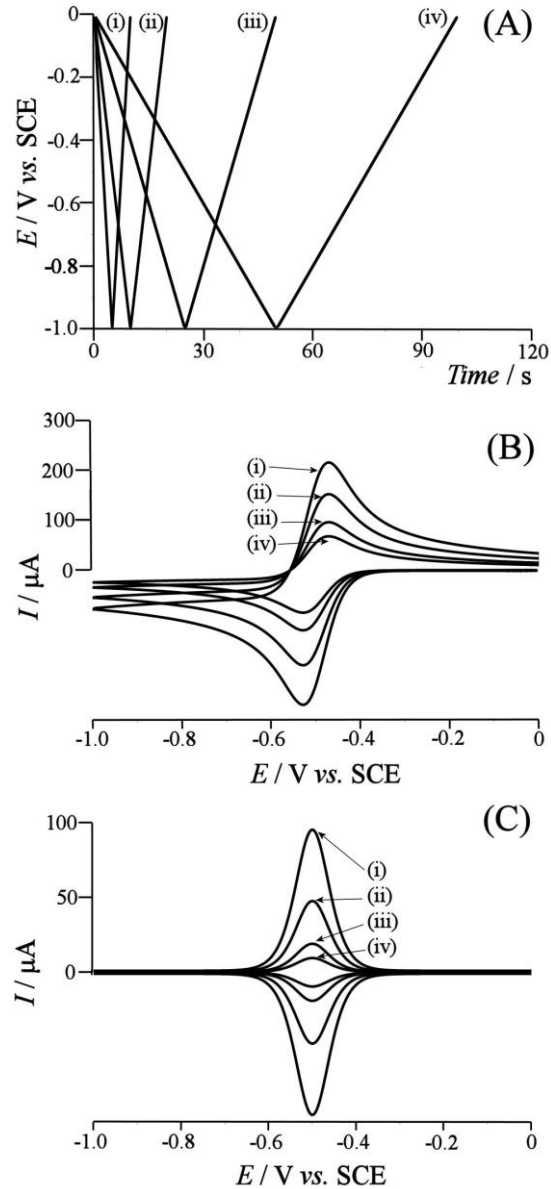 (A)
(i) (ii) (iii) (iv)
0
-0.2
-0.4
-0.6
-0.8
-1.0
E / V vs. SCE
0 30 60 90 120
Time / s
(B)
300
200
100
0
I / µA
(i)
(ii)
(iii)
(iv)
-1.0 -0.8 -0.6 -0.4 -0.2 0
E / V vs. SCE
(C)
100
50
0
I / µA
(i)
(ii)
(iii)
(iv)
-1.0 -0.8 -0.6 -0.4 -0.2 0
E / V vs. SCE